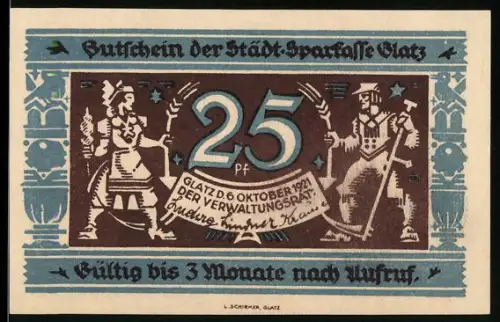 Gutschein der Städt. Sparkasse Glatz
25
Pf
GLATZ D. 6 OKTOBER 1921
DER VERWALTUNGSRAT:
Gültig bis 3 Monate nach Aufruf.
L. SCHIRMER, GLATZ